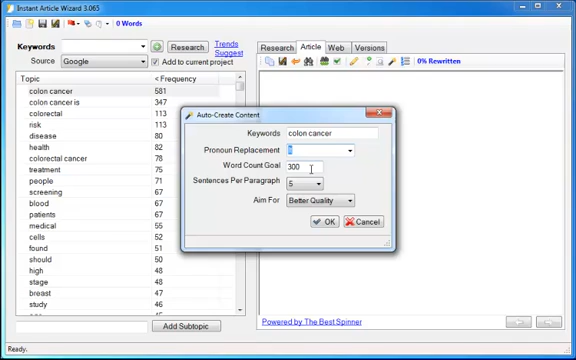 Instant Article Wizard 3.065
0 Words
Keywords
Research
Trends
Suggest
Source
Google
Add to current project
Topic
< Frequency
colon cancer 581
colon cancer is 347
colorectal 113
risk 113
disease 82
health 80
colorectal cancer 78
treatment 75
people 71
screening 67
blood 67
patients 67
medical 55
cells 52
found 51
should 50
high 48
stage 48
breast 47
study 46
Add Subtopic
Research
Article
Web
Versions
0% Rewritten
Auto-Create Content
Keywords
colon cancer
Pronoun Replacement
Word Count Goal
300
Sentences Per Paragraph
5
Aim For
Better Quality
OK
Cancel
Powered by The Best Spinner
Ready.